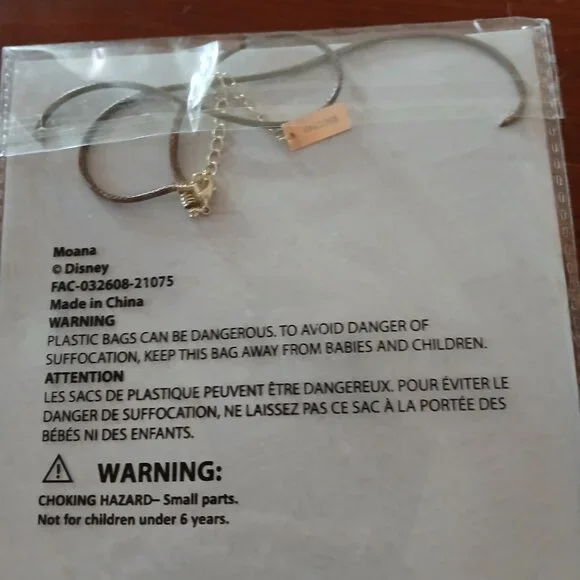 Moana
© Disney
FAC-032608-21075
Made in China
WARNING
PLASTIC BAGS CAN BE DANGEROUS. TO AVOID DANGER OF
SUFFOCATION, KEEP THIS BAG AWAY FROM BABIES AND CHILDREN.
ATTENTION
LES SACS DE PLASTIQUE PEUVENT ÊTRE DANGEREUX. POUR ÉVITER LE
DANGER DE SUFFOCATION, NE LAISSEZ PAS CE SAC À LA PORTÉE DES
BÉBÉS NI DES ENFANTS.
WARNING:
CHOKING HAZARD– Small parts.
Not for children under 6 years.